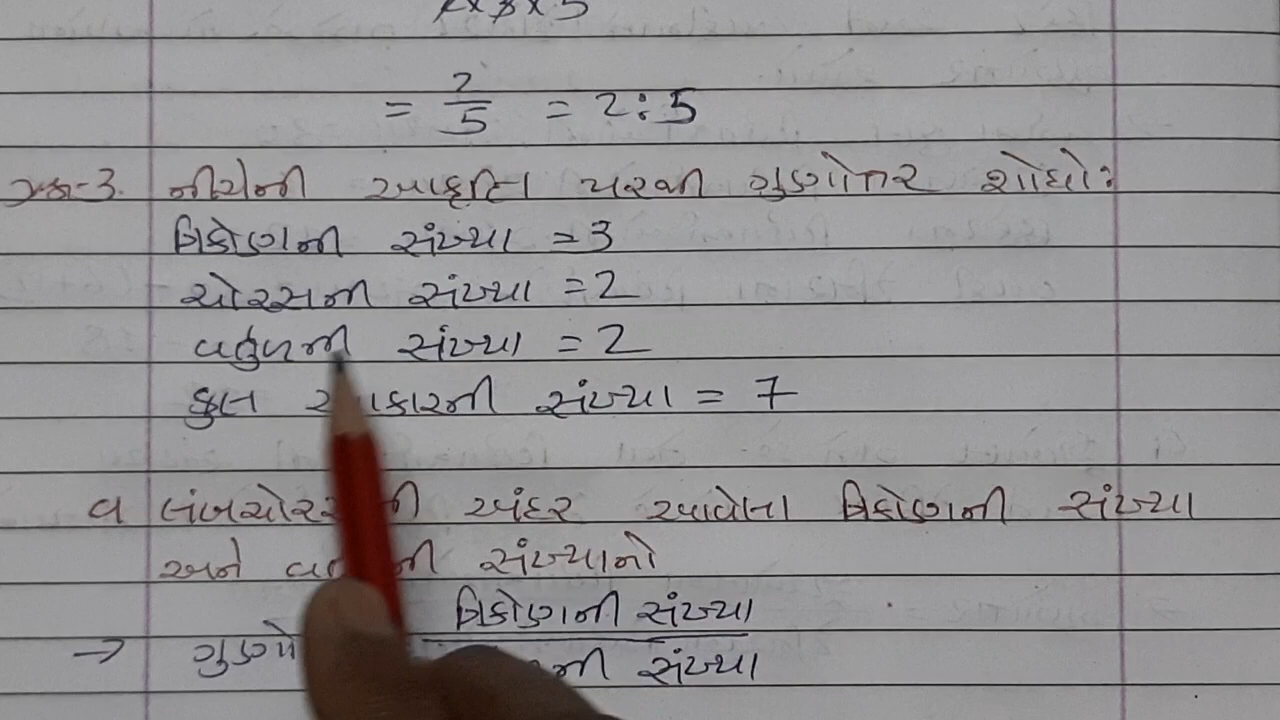 = 2/5 = 2:5
પ્રશ્ન-3. નીચેની આકૃતિ પરથી ગુણોત્તર શોધો:
ત્રિકોણની સંખ્યા = 3
ચોરસની સંખ્યા = 2
વર્તુળની સંખ્યા = 2
કુલ આકારની સંખ્યા = 7
લંબચોરસની અંદર આવેલા ત્રિકોણની સંખ્યા
અને સંખ્યાનો
→ ત્રિકોણની સંખ્યા
સંખ્યા